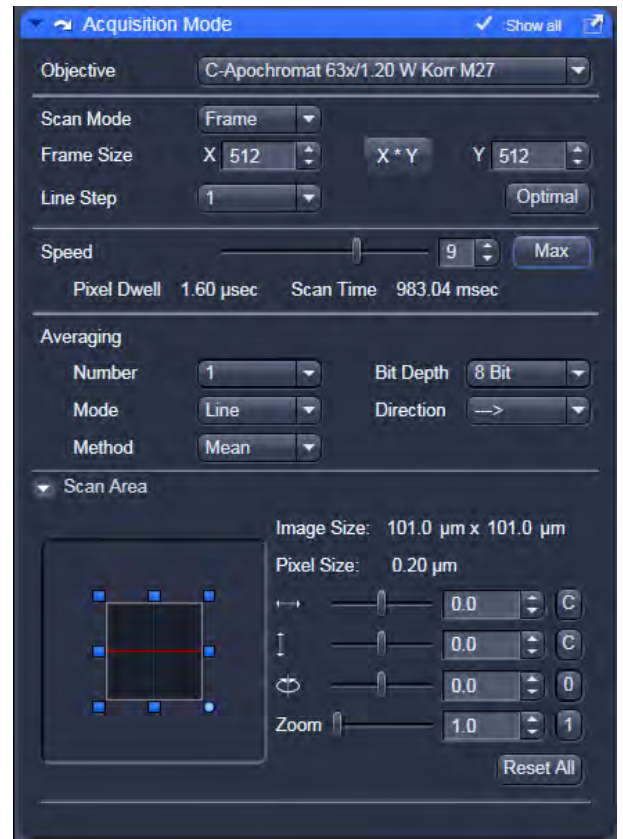 Acquisition Mode Show all
Objective C-Apochromat 63x/1.20 W Korr M27
Scan Mode Frame
Frame Size X 512 X * Y Y 512
Line Step 1 Optimal
Speed 9 Max
Pixel Dwell 1.60 µsec Scan Time 983.04 msec
Averaging
Number 1 Bit Depth 8 Bit
Mode Line Direction --->
Method Mean
Scan Area
Image Size: 101.0 µm x 101.0 µm
Pixel Size: 0.20 µm
0.0 C
0.0 C
0.0 0
Zoom 1.0 1
Reset All